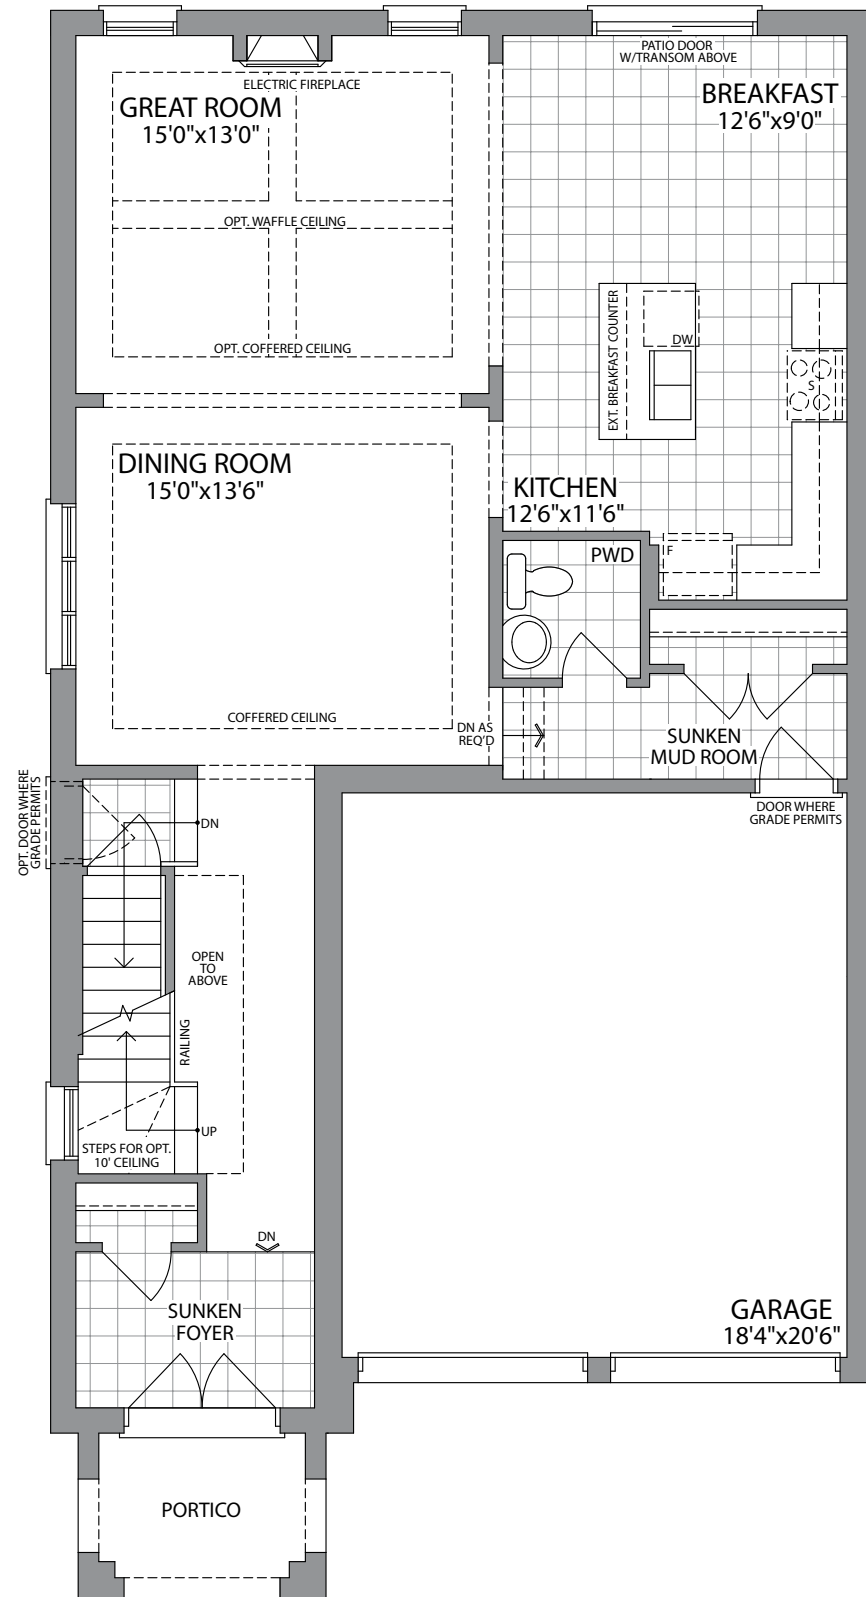 PATIO DOOR
W/TRANSOM ABOVE
ELECTRIC FIREPLACE
GREAT ROOM
15'0"x13'0"
BREAKFAST
12'6"x9'0"
OPT. WAFFLE CEILING
OPT. COFFERED CEILING
EXT. BREAKFAST COUNTER
DW
S
DINING ROOM
15'0"x13'6"
KITCHEN
12'6"x11'6"
PWD
F
COFFERED CEILING
DN AS
REQ'D
SUNKEN
MUD ROOM
OPT. DOOR WHERE
GRADE PERMITS
DN
DOOR WHERE
GRADE PERMITS
OPEN
TO
ABOVE
RAILING
UP
STEPS FOR OPT.
10' CEILING
DN
SUNKEN
FOYER
GARAGE
18'4"x20'6"
PORTICO